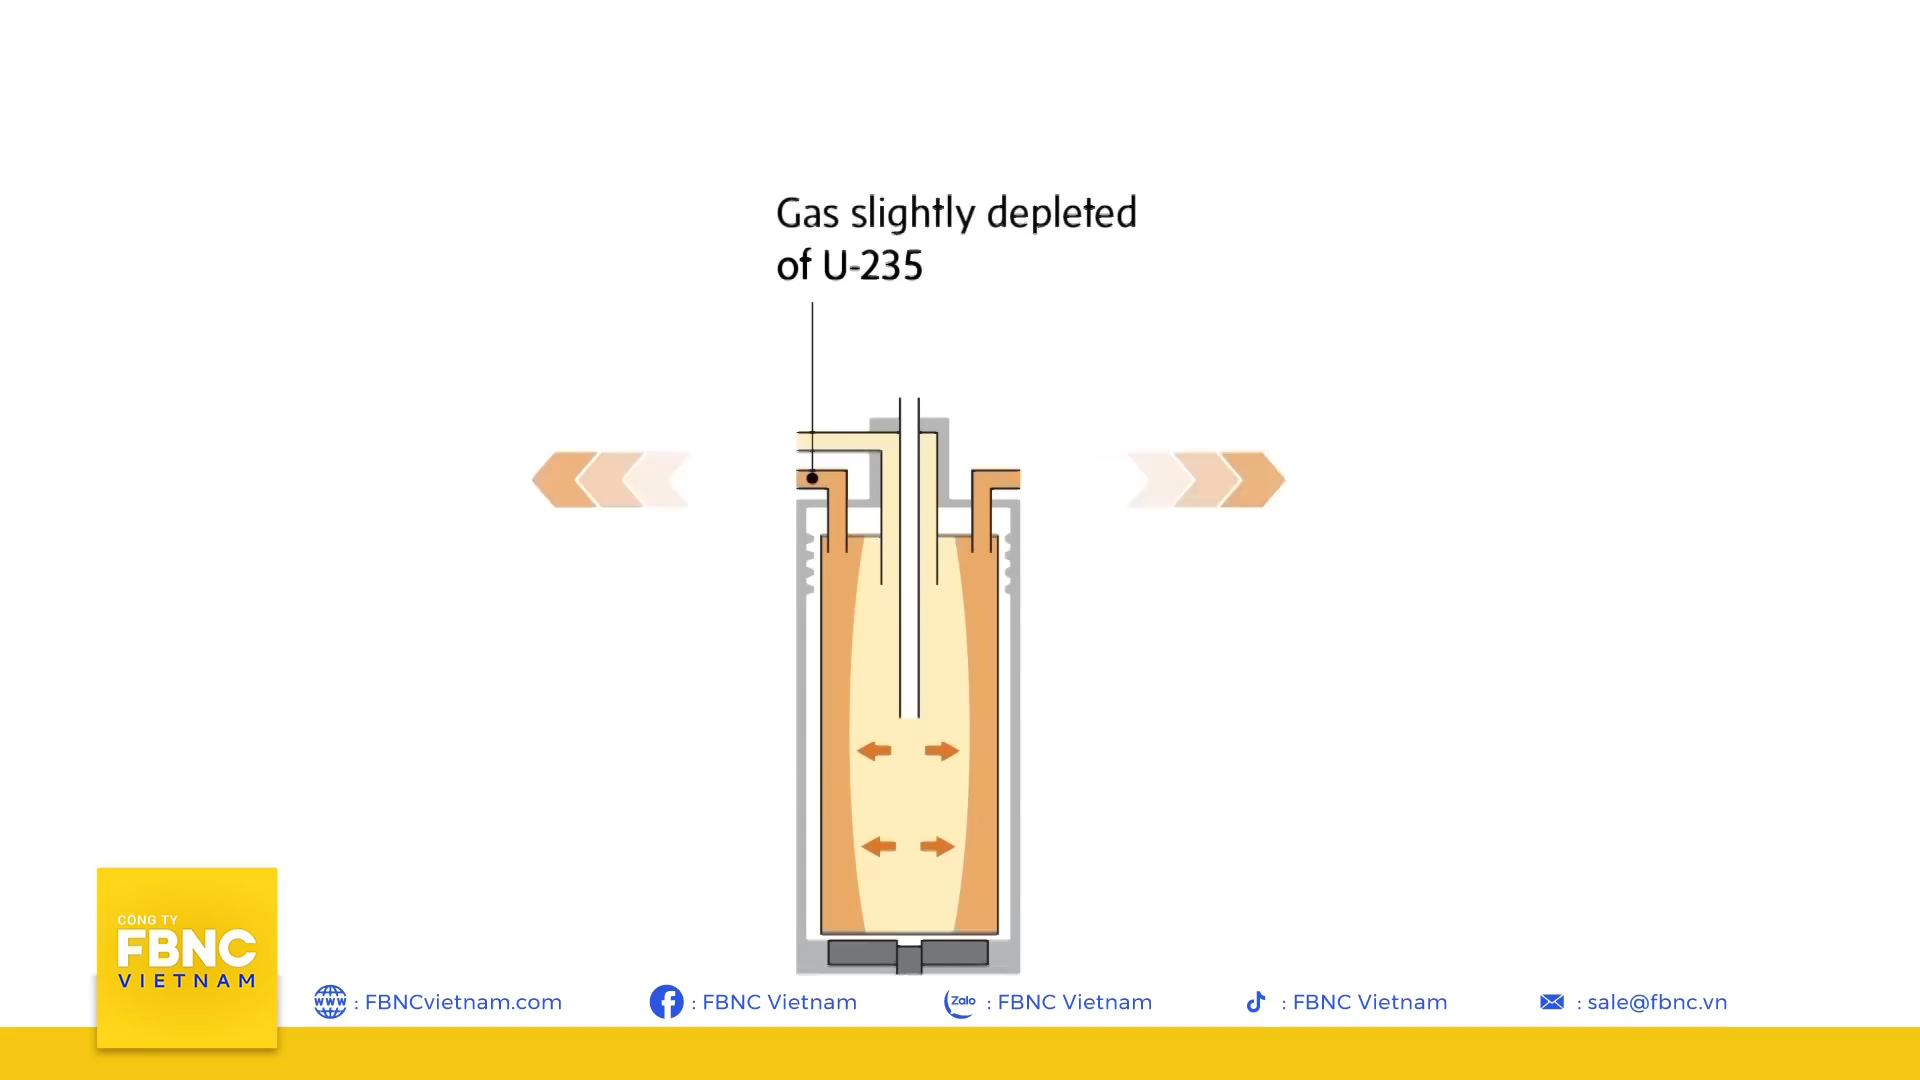 Gas slightly depleted
of U-235
CÔNG TY
FBNC
VIETNAM
www : FBNCvietnam.com
: FBNC Vietnam
Zalo : FBNC Vietnam
: FBNC Vietnam
: sale@fbnc.vn